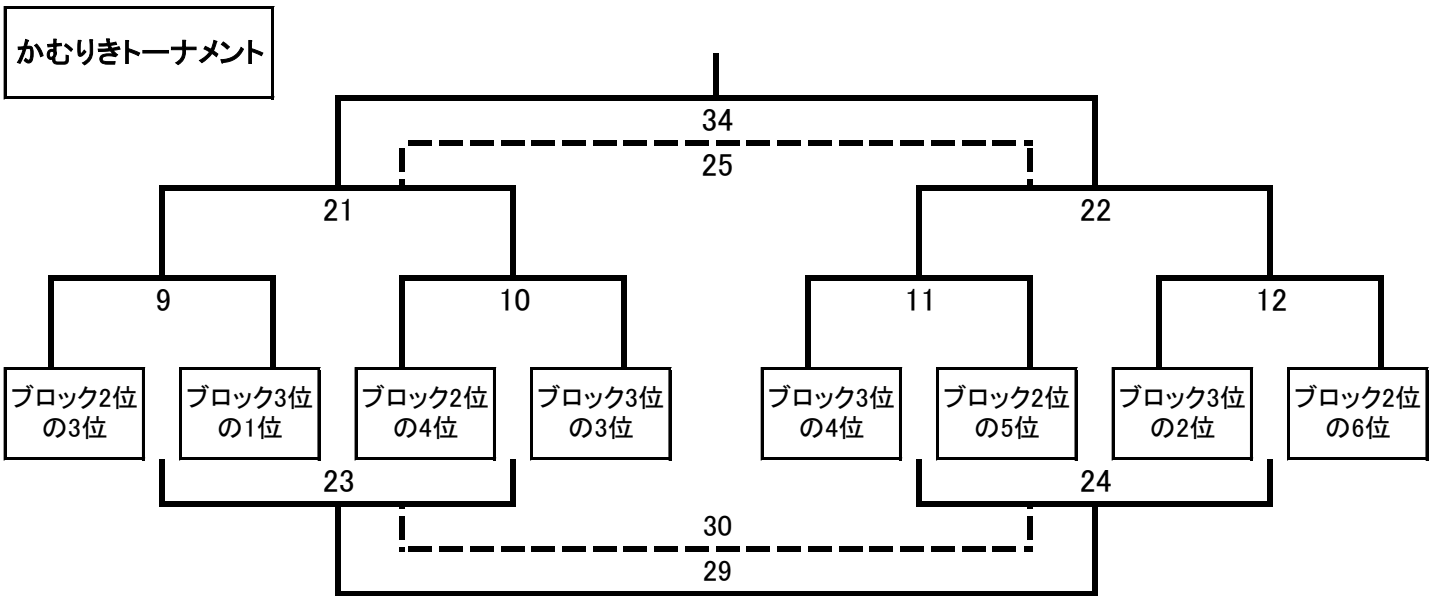 かむりきトーナメント
34
25
21
22
9
10
11
12
ブロック2位
の3位
ブロック3位
の1位
ブロック2位
の4位
ブロック3位
の3位
ブロック3位
の4位
ブロック2位
の5位
ブロック3位
の2位
ブロック2位
の6位
23
24
30
29